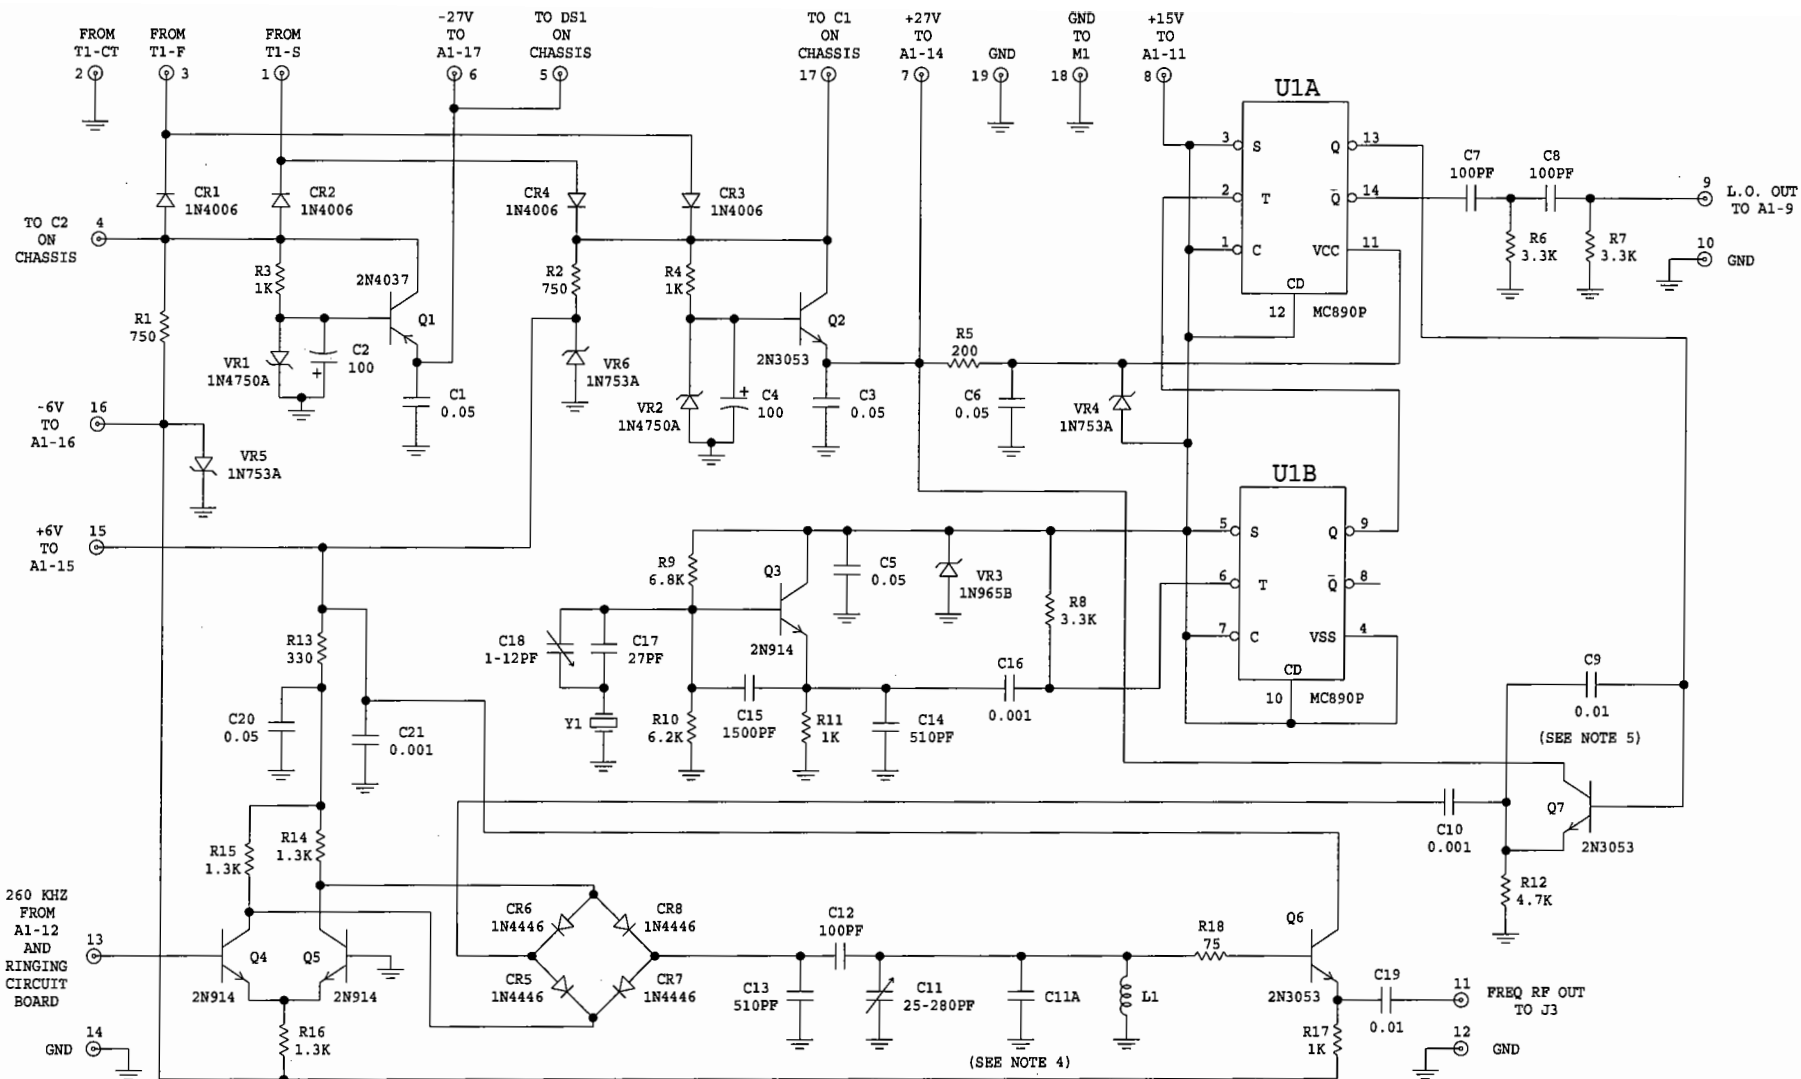 FROM
T1-CT
2
FROM
T1-F
3
FROM
T1-S
1
-27V
TO
A1-17
6
TO DS1
ON
CHASSIS
5
TO C1
ON
CHASSIS
17
+27V
TO
A1-14
7
GND
19
GND
TO
M1
18
+15V
TO
A1-11
8
U1A
3
S
Q
13
2
T
Q̄
14
1
C
VCC
11
CD
12
MC890P
C7
100PF
C8
100PF
9
L.O. OUT
TO A1-9
R6
3.3K
R7
3.3K
10
GND
CR1
1N4006
CR2
1N4006
CR4
1N4006
CR3
1N4006
TO C2
ON
CHASSIS
4
R3
1K
2N4037
Q1
R2
750
R4
1K
Q2
2N3053
R1
750
VR1
1N4750A
C2
100
+
C1
0.05
VR6
1N753A
VR2
1N4750A
+
C4
100
C3
0.05
R5
200
C6
0.05
VR4
1N753A
-6V
TO
A1-16
16
VR5
1N753A
U1B
5
S
Q
9
6
T
Q̄
8
7
C
VSS
4
CD
10
MC890P
+6V
TO
A1-15
15
R9
6.8K
Q3
2N914
C5
0.05
VR3
1N965B
R8
3.3K
C18
1-12PF
C17
27PF
R13
330
C16
0.001
Y1
R10
6.2K
C15
1500PF
R11
1K
C14
510PF
C20
0.05
C21
0.001
C9
0.01
(SEE NOTE 5)
Q7
2N3053
C10
0.001
R12
4.7K
R15
1.3K
R14
1.3K
260 KHZ
FROM
A1-12
AND
RINGING
CIRCUIT
BOARD
13
Q4
2N914
Q5
2N914
R16
1.3K
14
GND
CR6
1N4446
CR8
1N4446
CR5
1N4446
CR7
1N4446
C12
100PF
C13
510PF
C11
25-280PF
C11A
L1
(SEE NOTE 4)
R18
75
Q6
2N3053
C19
0.01
R17
1K
11
FREQ RF OUT
TO J3
12
GND